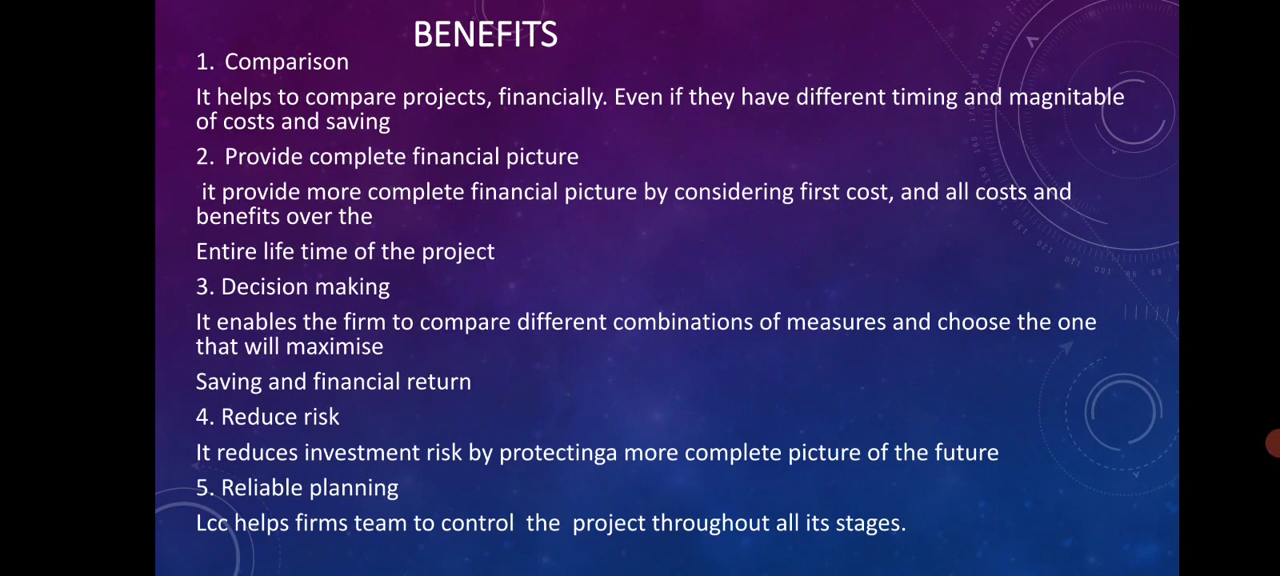 BENEFITS
1. Comparison
It helps to compare projects, financially. Even if they have different timing and magnitable
of costs and saving
2. Provide complete financial picture
it provide more complete financial picture by considering first cost, and all costs and
benefits over the
Entire life time of the project
3. Decision making
It enables the firm to compare different combinations of measures and choose the one
that will maximise
Saving and financial return
4. Reduce risk
It reduces investment risk by protectinga more complete picture of the future
5. Reliable planning
Lcc helps firms team to control the project throughout all its stages.